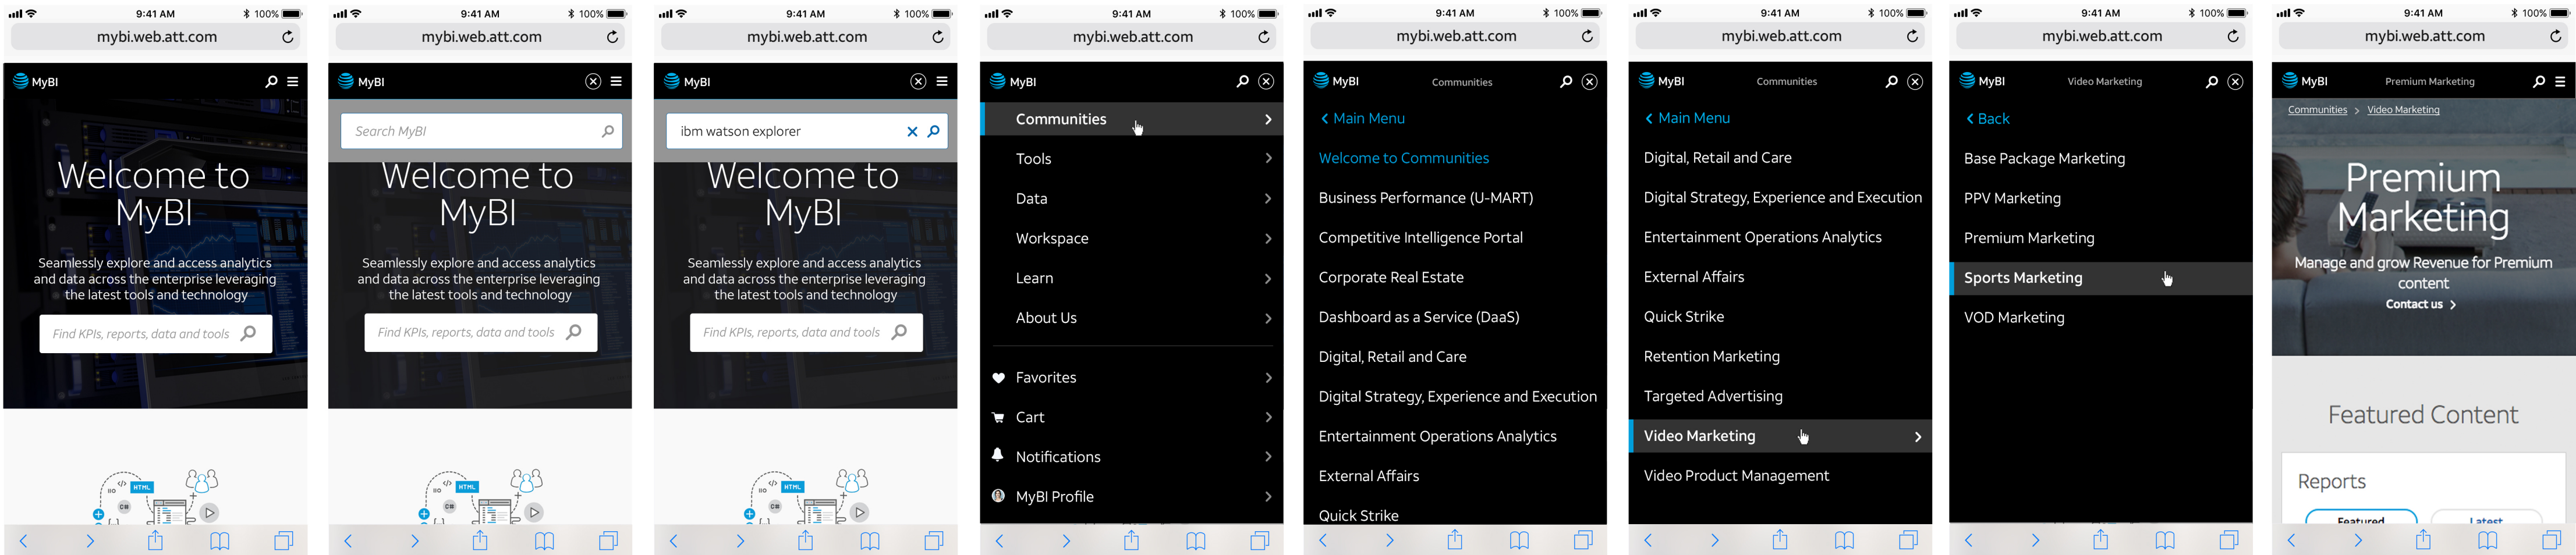 9:41 AM
100%
mybi.web.att.com
MyBI
Welcome to
MyBI
Seamlessly explore and access analytics
and data across the enterprise leveraging
the latest tools and technology
Find KPIs, reports, data and tools
</>
HTML
IIO
C#
9:41 AM
100%
mybi.web.att.com
MyBI
Search MyBI
Welcome to
MyBI
Seamlessly explore and access analytics
and data across the enterprise leveraging
the latest tools and technology
Find KPIs, reports, data and tools
</>
HTML
IIO
C#
9:41 AM
100%
mybi.web.att.com
MyBI
ibm watson explorer
Welcome to
MyBI
Seamlessly explore and access analytics
and data across the enterprise leveraging
the latest tools and technology
Find KPIs, reports, data and tools
</>
HTML
IIO
C#
9:41 AM
100%
mybi.web.att.com
MyBI
Communities
Tools
Data
Workspace
Learn
About Us
Favorites
Cart
Notifications
MyBI Profile
9:41 AM
100%
mybi.web.att.com
MyBI Communities
Main Menu
Welcome to Communities
Business Performance (U-MART)
Competitive Intelligence Portal
Corporate Real Estate
Dashboard as a Service (DaaS)
Digital, Retail and Care
Digital Strategy, Experience and Execution
Entertainment Operations Analytics
External Affairs
Quick Strike
9:41 AM
100%
mybi.web.att.com
MyBI Communities
Main Menu
Digital, Retail and Care
Digital Strategy, Experience and Execution
Entertainment Operations Analytics
External Affairs
Quick Strike
Retention Marketing
Targeted Advertising
Video Marketing
Video Product Management
9:41 AM
100%
mybi.web.att.com
MyBI Video Marketing
Back
Base Package Marketing
PPV Marketing
Premium Marketing
Sports Marketing
VOD Marketing
9:41 AM
100%
mybi.web.att.com
MyBI Premium Marketing
Communities > Video Marketing
Premium
Marketing
Manage and grow Revenue for Premium
content
Contact us >
Featured Content
Reports
Featured Latest